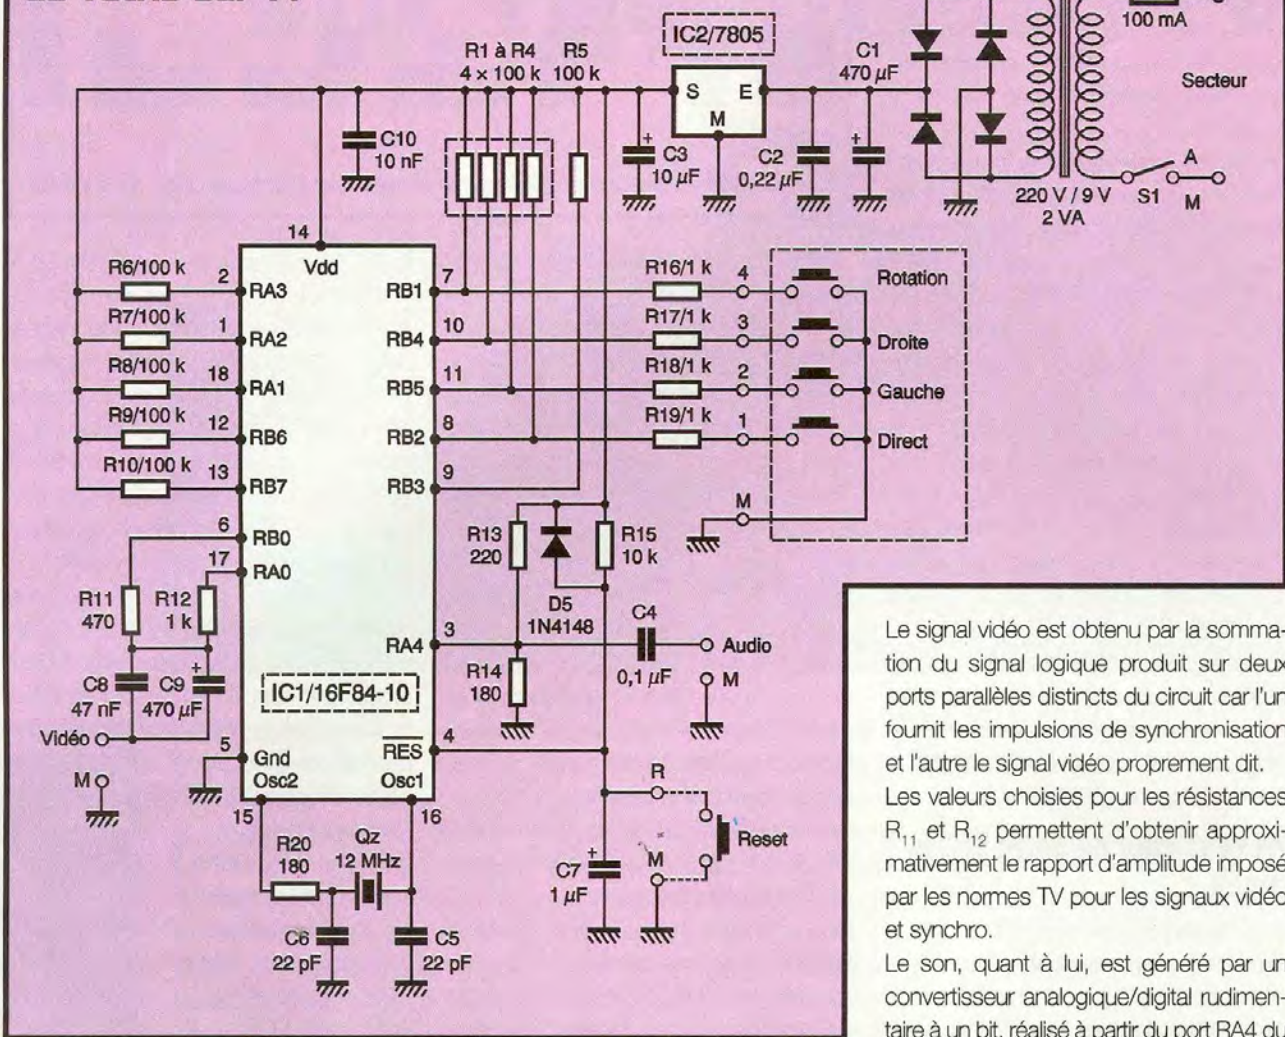 100 mA
IC2/7805
R1 à R4
4 × 100 k
R5
100 k
C1
470 µF
Secteur
S
E
M
C10
10 nF
C3
10 µF
C2
0,22 µF
220 V / 9 V
2 VA
S1
A
M
14
Vdd
R6/100 k
2
RA3
7
RB1
R16/1 k
4
Rotation
R7/100 k
1
RA2
10
RB4
R17/1 k
3
Droite
R8/100 k
18
RA1
11
RB5
R18/1 k
2
Gauche
R9/100 k
12
RB6
8
RB2
R19/1 k
1
Direct
R10/100 k
13
RB7
9
RB3
M
6
RB0
17
RA0
R13
220
R15
10 k
R11
470
R12
1 k
D5
1N4148
C4
0,1 µF
3
RA4
Audio
M
R14
180
C8
47 nF
C9
470 µF
IC1/16F84-10
Vidéo
M
5
Gnd
RES
4
Osc2
Osc1
15
16
R
Reset
M
R20
180
Qz
12 MHz
C7
1 µF
C6
22 pF
C5
22 pF
Le signal vidéo est obtenu par la somma-
tion du signal logique produit sur deux
ports parallèles distincts du circuit car l'un
fournit les impulsions de synchronisation
et l'autre le signal vidéo proprement dit.
Les valeurs choisies pour les résistances
R11 et R12 permettent d'obtenir approxi-
mativement le rapport d'amplitude imposé
par les normes TV pour les signaux vidéo
et synchro.
Le son, quant à lui, est généré par un
convertisseur analogique/digital rudimen-
taire à un bit, réalisé à partir du port RA4 du